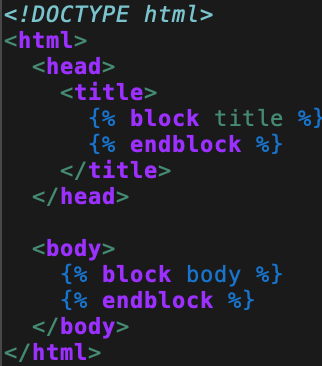 <!DOCTYPE html>
<html>
  <head>
    <title>
      {% block title %}
      {% endblock %}
    </title>
  </head>

  <body>
    {% block body %}
    {% endblock %}
  </body>
</html>